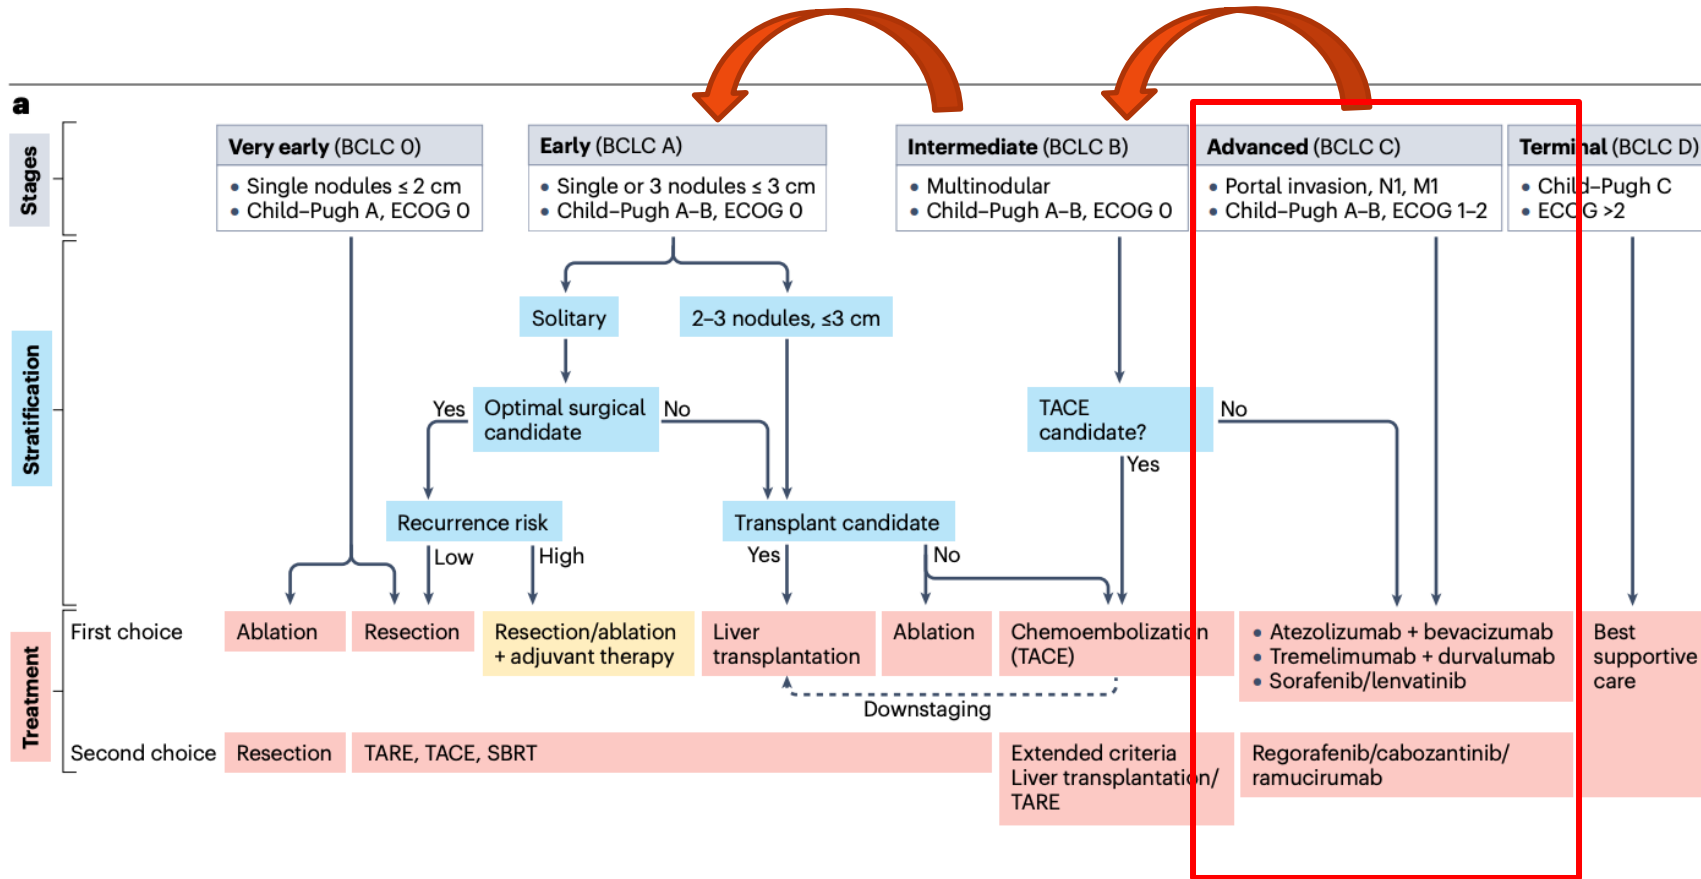 a
Stages
Very early (BCLC 0)
• Single nodules ≤ 2 cm
• Child–Pugh A, ECOG 0
Early (BCLC A)
• Single or 3 nodules ≤ 3 cm
• Child–Pugh A–B, ECOG 0
Intermediate (BCLC B)
• Multinodular
• Child–Pugh A–B, ECOG 0
Advanced (BCLC C)
• Portal invasion, N1, M1
• Child–Pugh A–B, ECOG 1–2
Terminal (BCLC D)
• Child–Pugh C
• ECOG >2
Stratification
Solitary
2–3 nodules, ≤3 cm
Yes
Optimal surgical
candidate
No
TACE
candidate?
No
Yes
Recurrence risk
Low
High
Transplant candidate
Yes
No
Treatment
First choice
Ablation
Resection
Resection/ablation
+ adjuvant therapy
Liver
transplantation
Ablation
Chemoembolization
(TACE)
• Atezolizumab + bevacizumab
• Tremelimumab + durvalumab
• Sorafenib/lenvatinib
Best
supportive
care
Downstaging
Second choice
Resection
TARE, TACE, SBRT
Extended criteria
Liver transplantation/
TARE
Regorafenib/cabozantinib/
ramucirumab